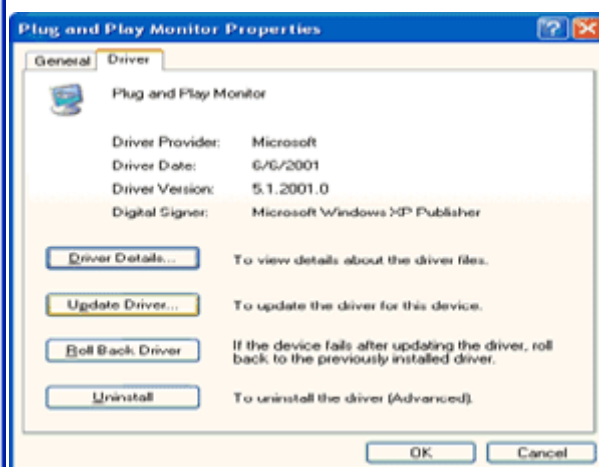 Plug and Play Monitor Properties
General Driver
Plug and Play Monitor
Driver Provider: Microsoft
Driver Date: 6/6/2001
Driver Version: 5.1.2001.0
Digital Signer: Microsoft Windows XP Publisher
Driver Details... To view details about the driver files.
Update Driver... To update the driver for this device.
Roll Back Driver If the device fails after updating the driver, roll
back to the previously installed driver.
Uninstall To uninstall the driver (Advanced).
OK Cancel